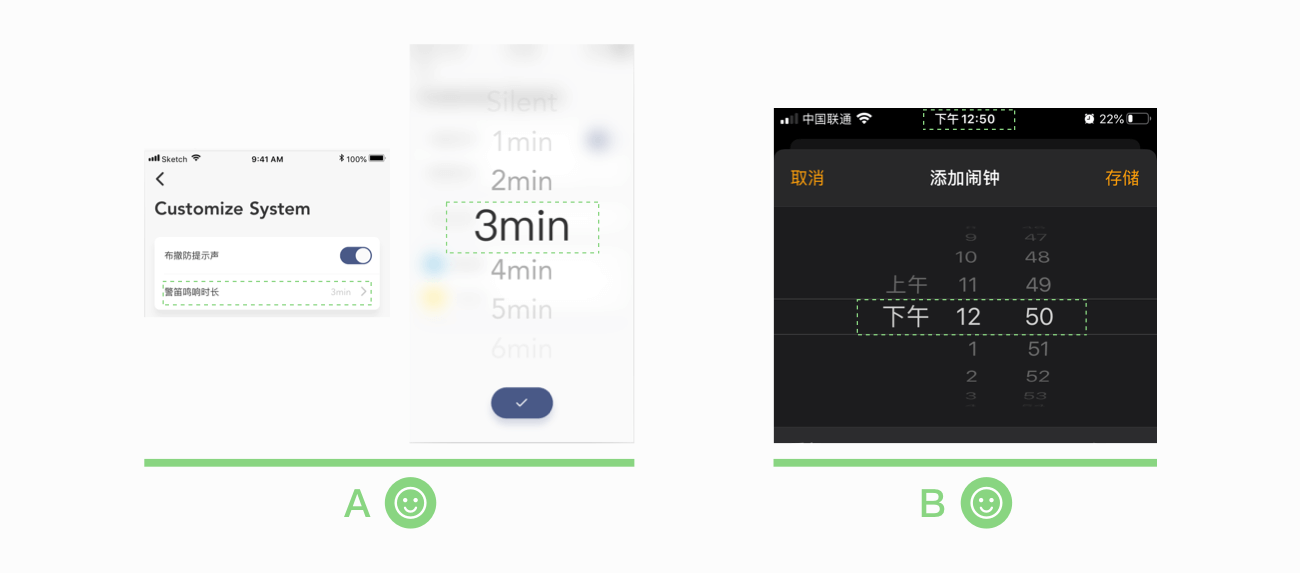 Sketch 9:41 AM 100%
Customize System
布撤防提示声
警笛鸣响时长 3min
Silent
1min
2min
3min
4min
5min
6min
A
中国联通 下午 12:50 22%
取消 添加闹钟 存储
9 47
10 48
上午 11 49
下午 12 50
1 51
2 52
3 53
B